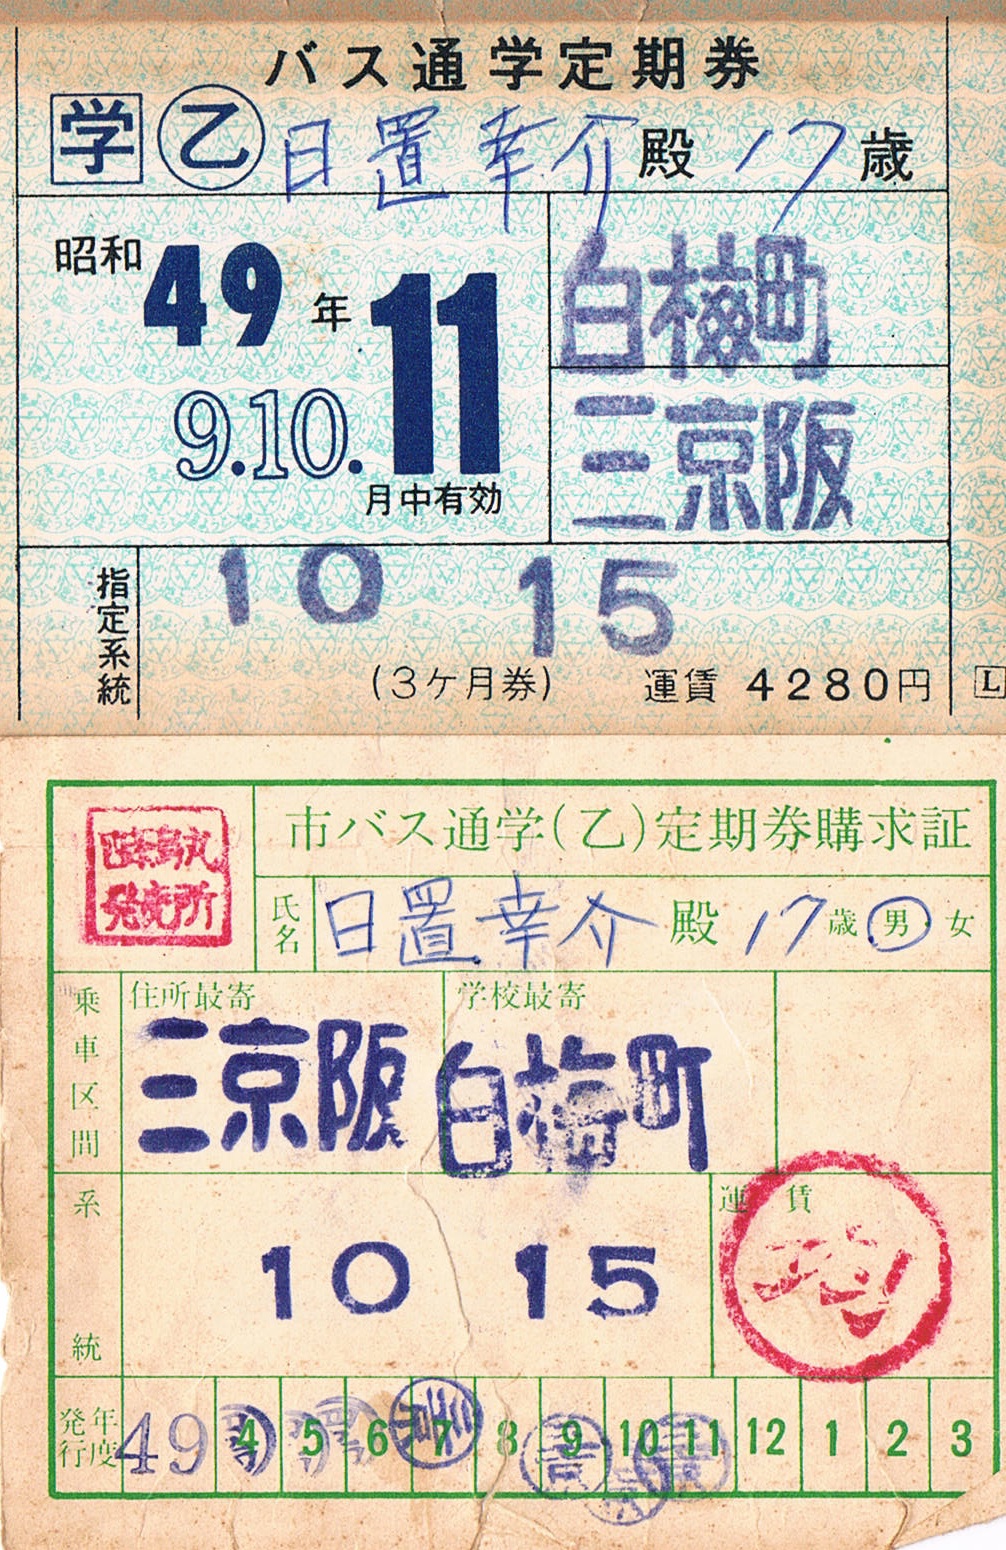 バス通学定期券
学 乙 日置幸介殿 17歳
昭和49年 11
9.10.
月中有効
白梅町
三京阪
指定系統
10 15
(3ケ月券) 運賃 4280円 L
市バス通学(乙)定期券購求証
発売所
氏名 日置幸介 殿 17歳 男・女
乗車区間
住所最寄 学校最寄
三京阪 白梅町
系統
10 15
運賃
発行年度 49 4 5 6 7 8 9 10 11 12 1 2 3